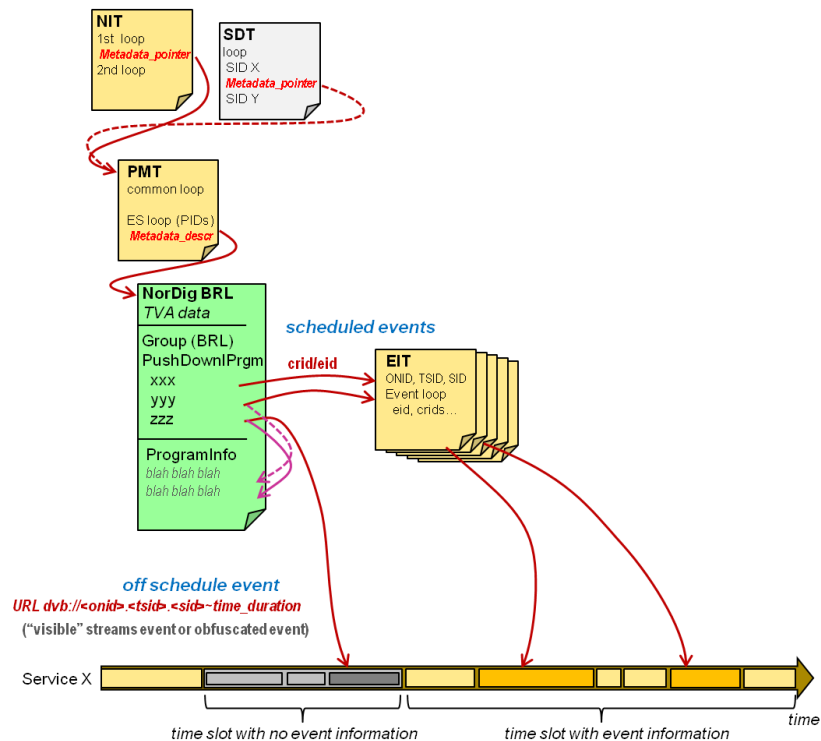 NIT
1st loop
Metadata_pointer
2nd loop
SDT
loop
SID X
Metadata_pointer
SID Y
PMT
common loop
ES loop (PIDs)
Metadata_descr
NorDig BRL
TVA data
Group (BRL)
PushDownlPrgm
xxx
yyy
zzz
ProgramInfo
blah blah blah
blah blah blah
scheduled events
crid/eid
EIT
ONID, TSID, SID
Event loop
eid, crids...
off schedule event
URL dvb://<onid>.<tsid>.<sid>~time_duration
("visible" streams event or obfuscated event)
Service X
time
time slot with no event information
time slot with event information